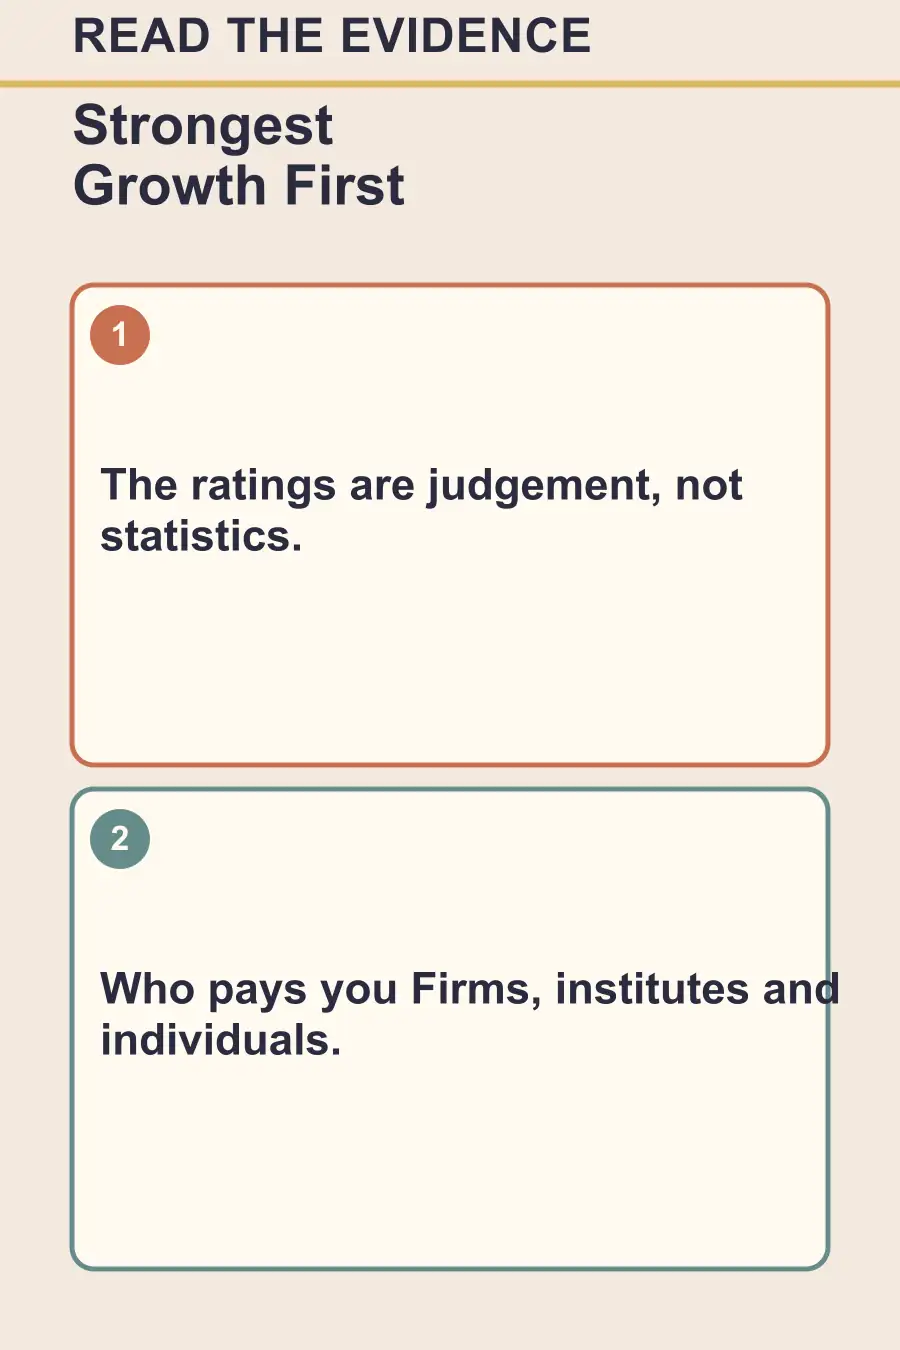 READ THE EVIDENCE
Strongest
Growth First
1
The ratings are judgement, not
statistics.
2
Who pays you Firms, institutes and
individuals.